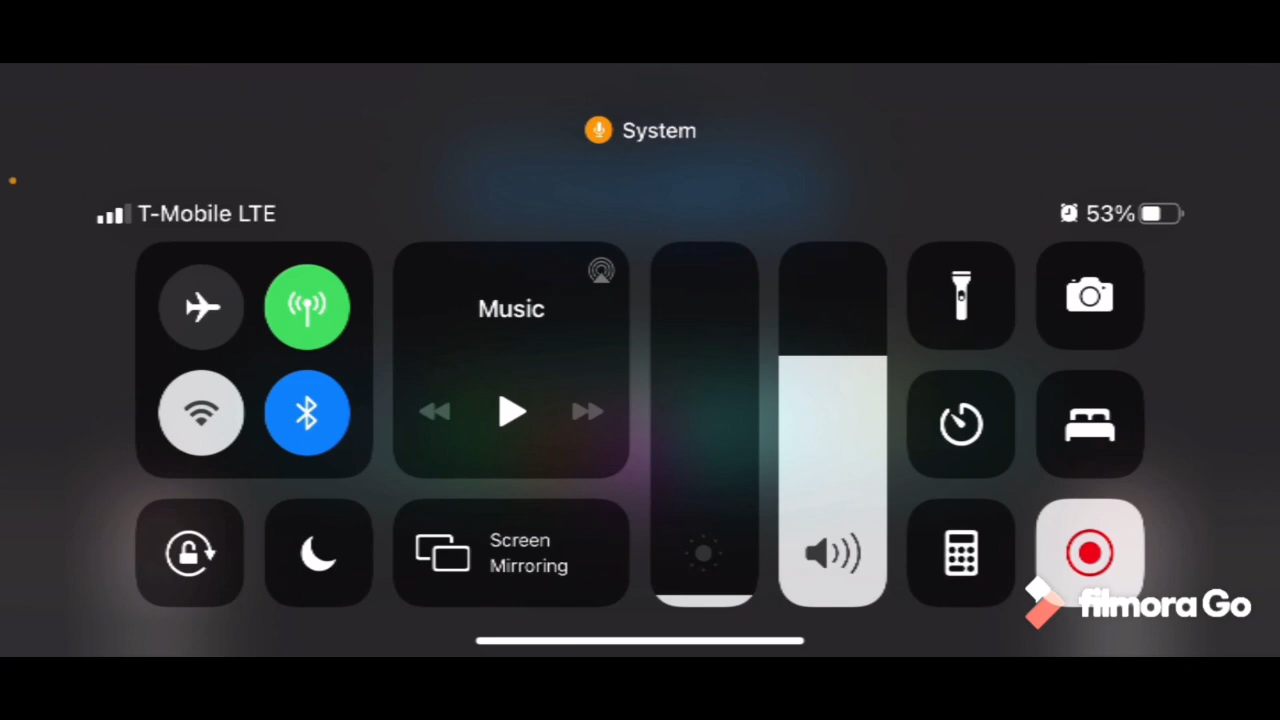 System
T-Mobile LTE
53%
Music
Screen
Mirroring
filmora Go